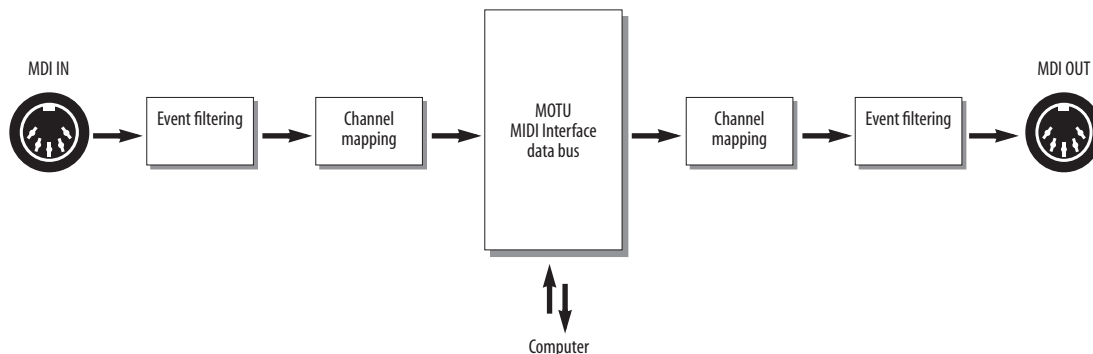 MDI IN
Event filtering
Channel
mapping
MOTU
MIDI Interface
data bus
Channel
mapping
Event filtering
MDI OUT
Computer